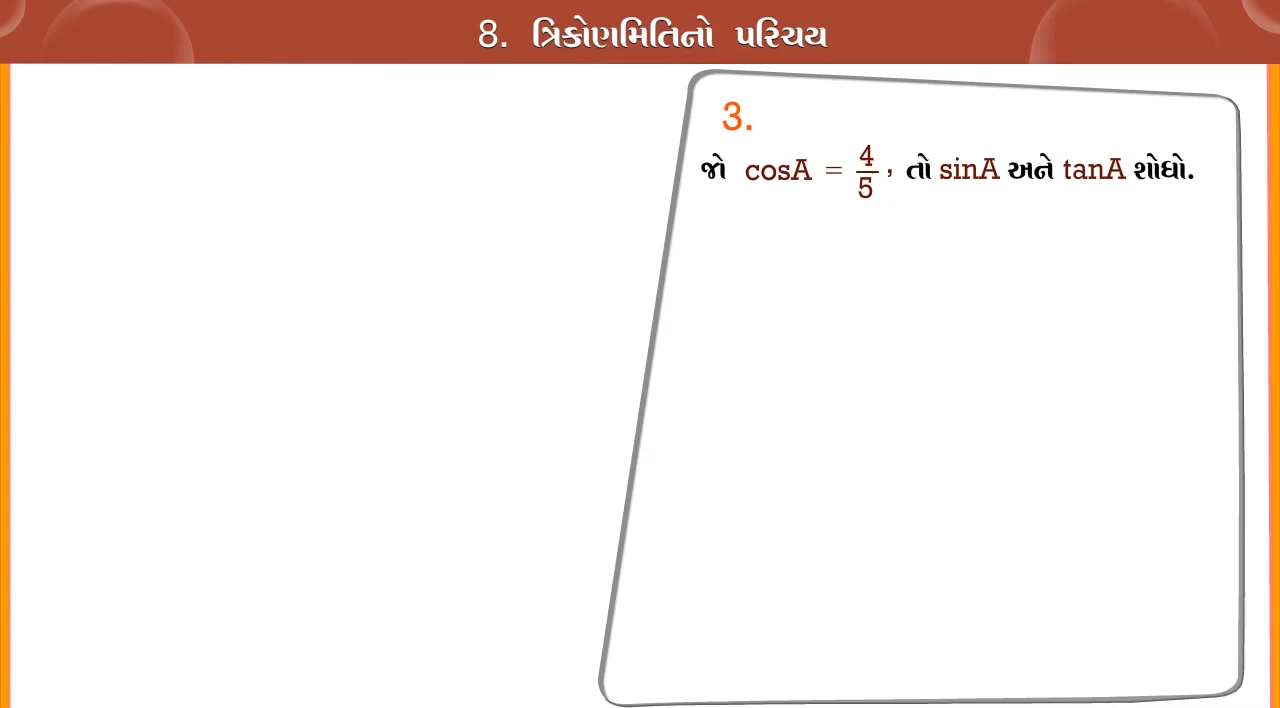 8. ત્રિકોણમિતિનો પરિચય
3.
જો cosA = 4/5, તો sinA અને tanA શોધો.